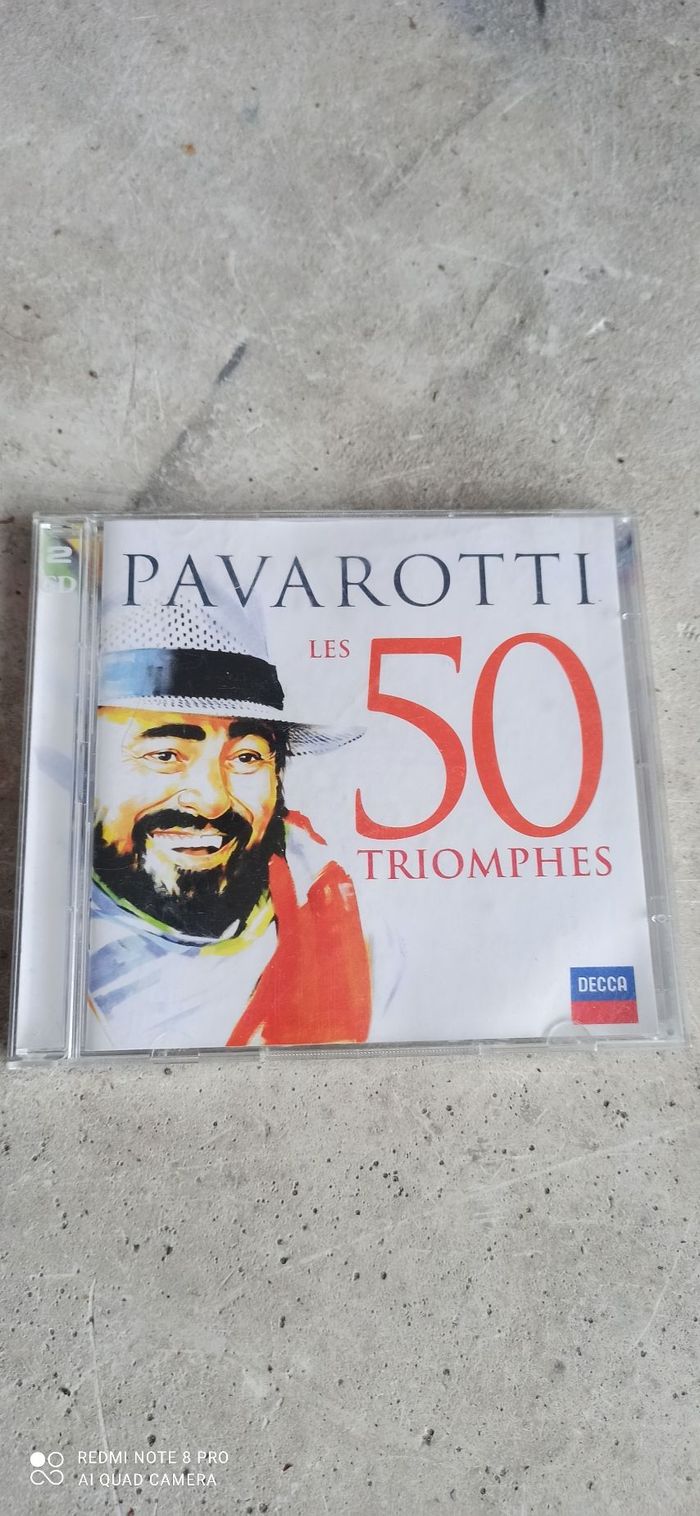 2
CD
PAVAROTTI
LES
50
TRIOMPHES
DECCA
REDMI NOTE 8 PRO
AI QUAD CAMERA